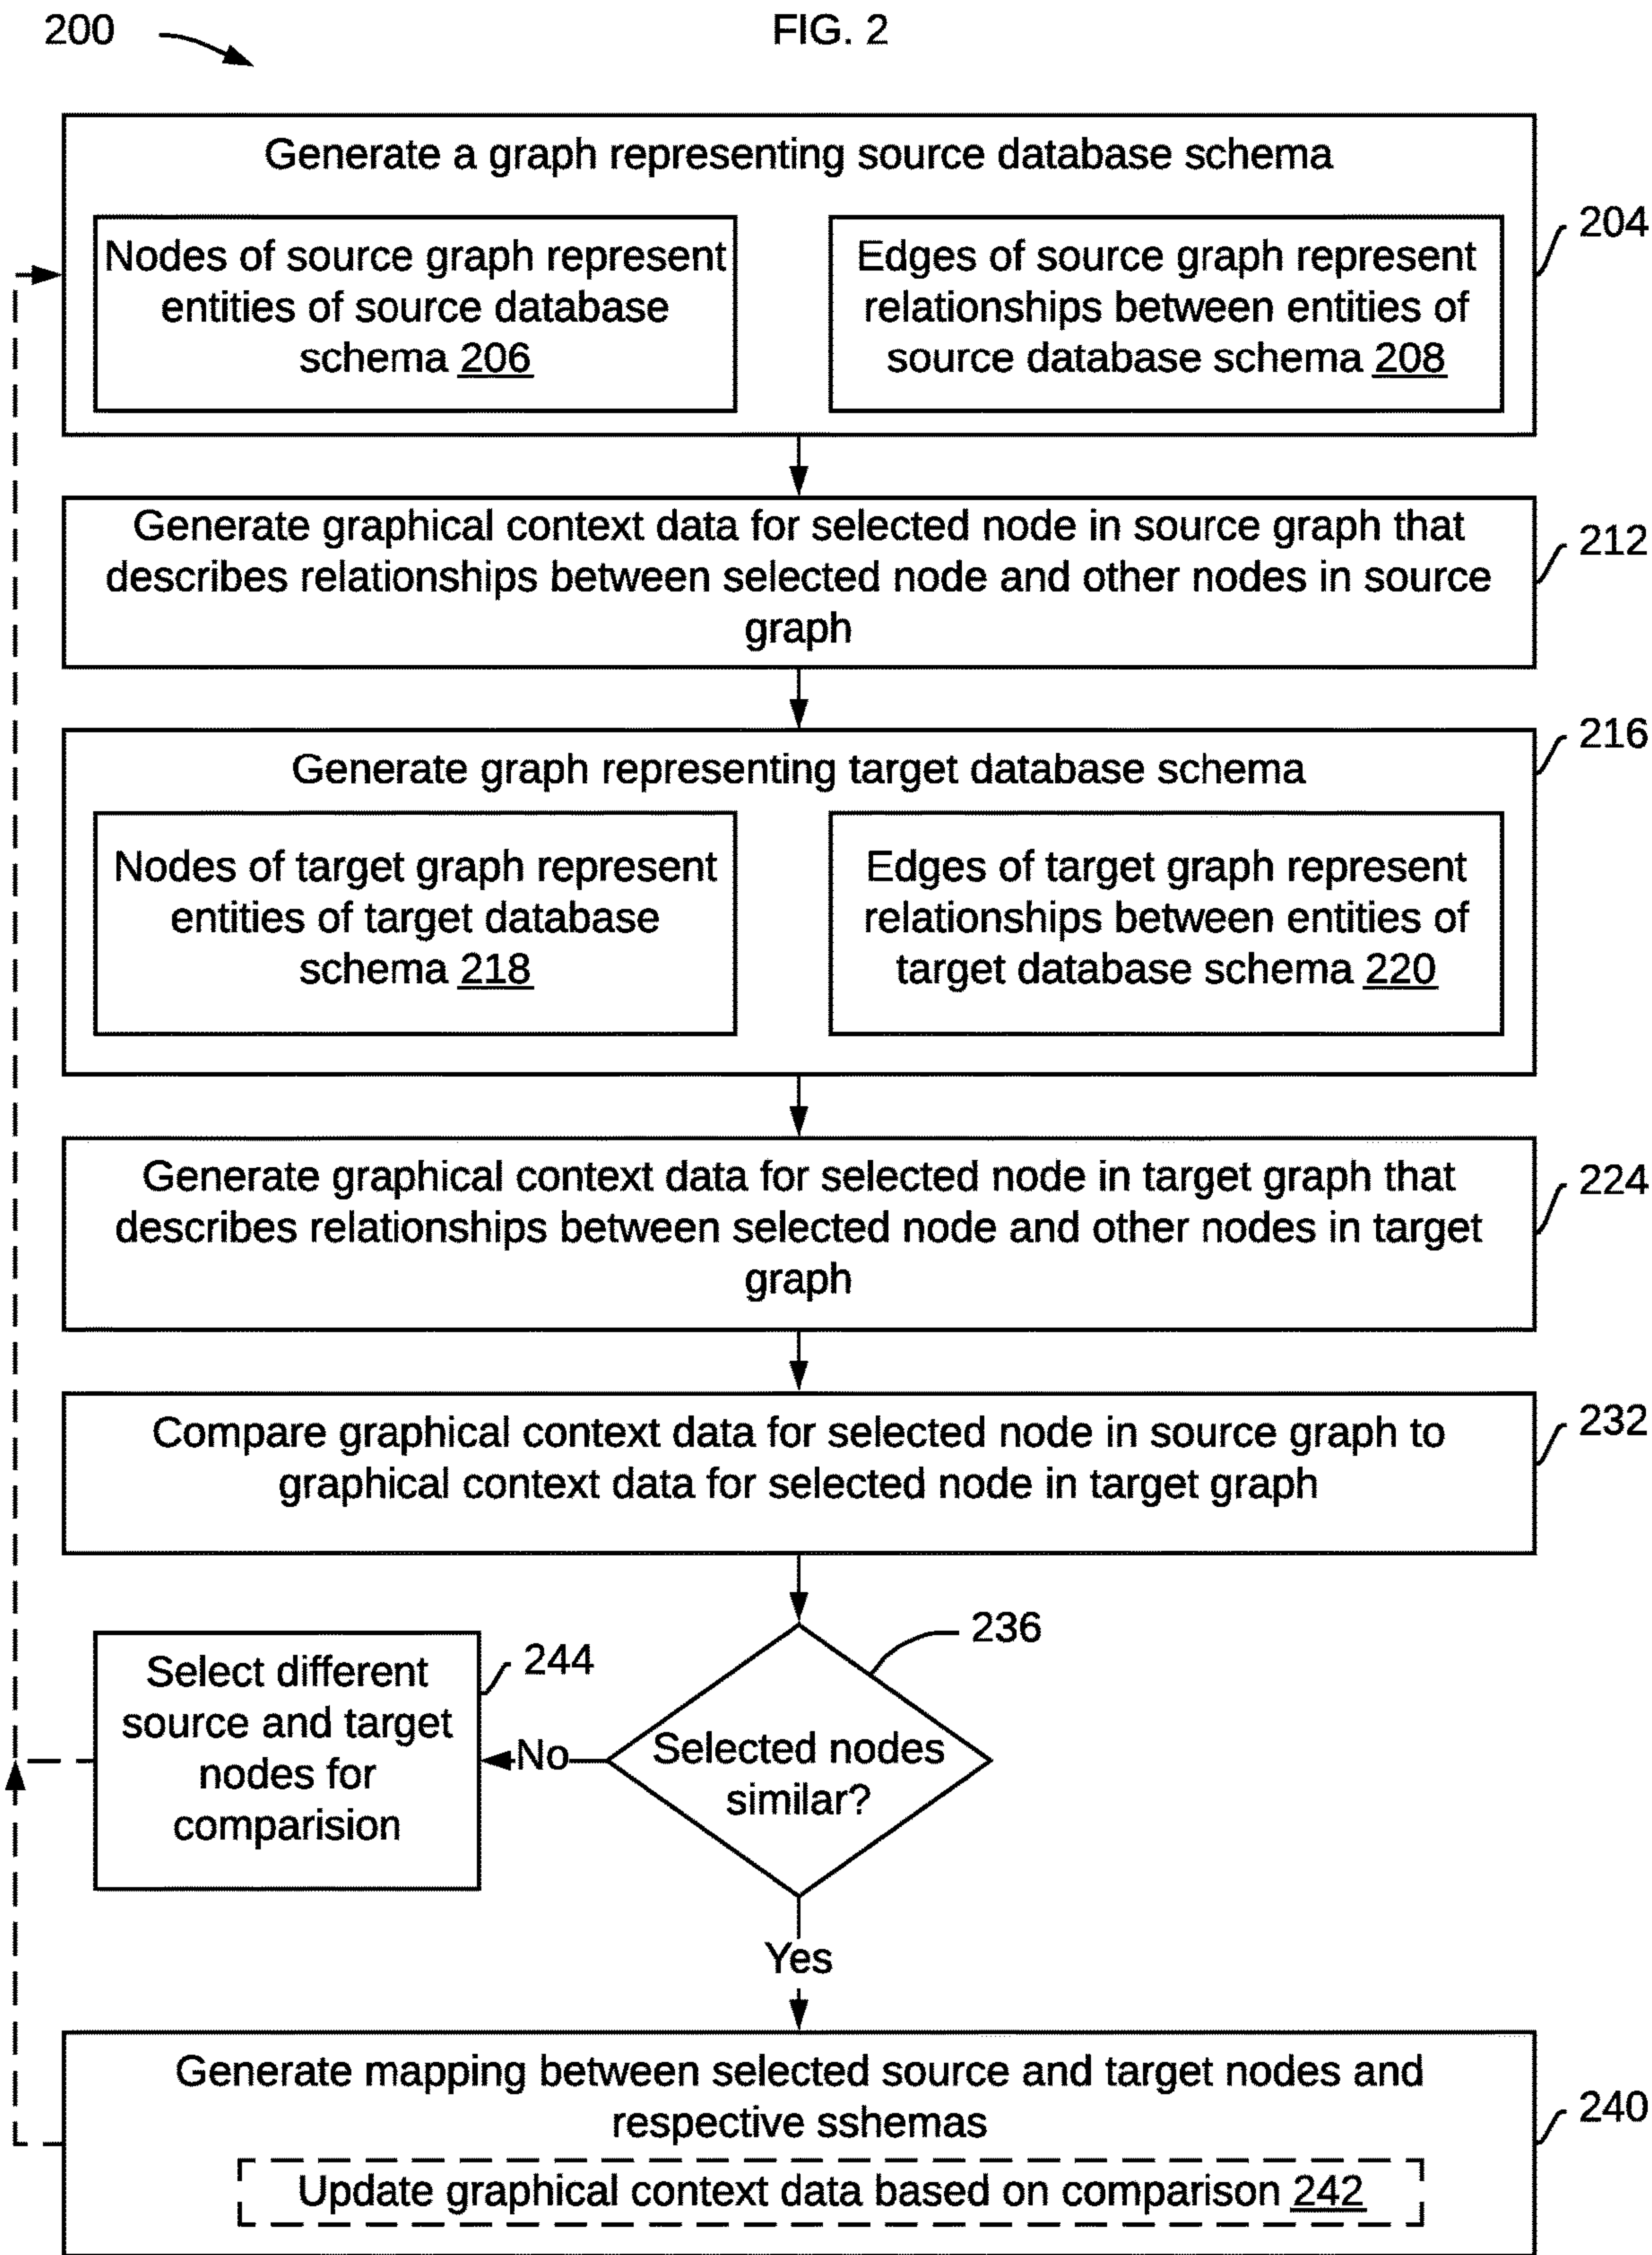 200
FIG. 2
Generate a graph representing source database schema
204
Nodes of source graph represent
entities of source database
schema 206
Edges of source graph represent
relationships between entities of
source database schema 208
Generate graphical context data for selected node in source graph that
describes relationships between selected node and other nodes in source
graph
212
216
Generate graph representing target database schema
Nodes of target graph represent
entities of target database
schema 218
Edges of target graph represent
relationships between entities of
target database schema 220
Generate graphical context data for selected node in target graph that
describes relationships between selected node and other nodes in target
graph
224
Compare graphical context data for selected node in source graph to
graphical context data for selected node in target graph
232
236
244
Select different
source and target
nodes for
comparision
No
Selected nodes
similar?
Yes
Generate mapping between selected source and target nodes and
respective sshemas
240
Update graphical context data based on comparison 242